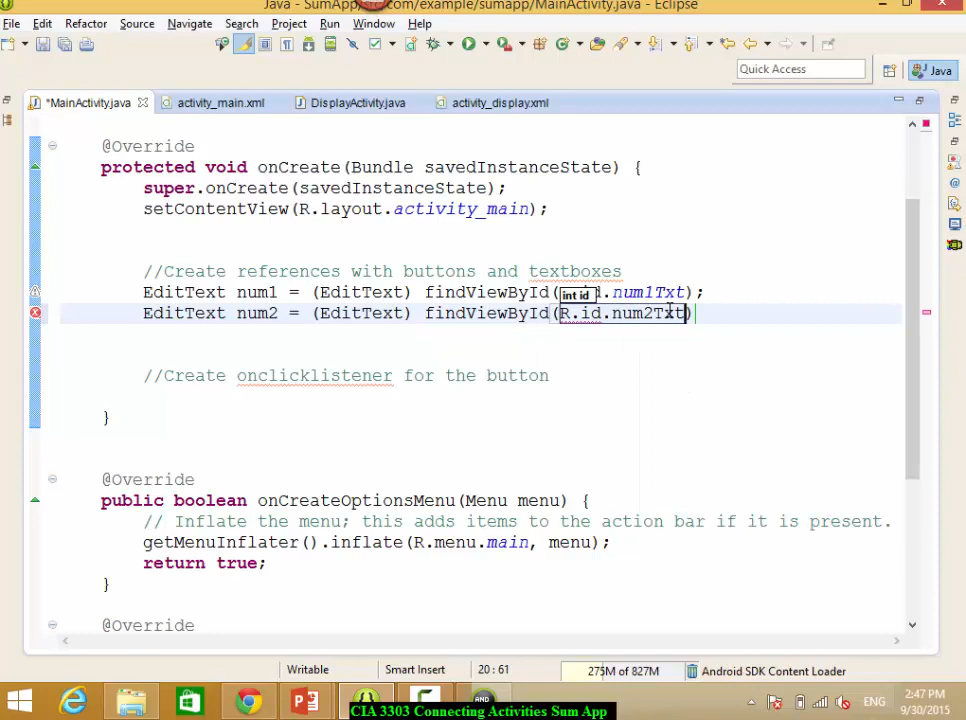 Java - SumApp/src/com/example/sumapp/MainActivity.java - Eclipse
File Edit Refactor Source Navigate Search Project Run Window Help
Quick Access
Java
*MainActivity.java activity_main.xml DisplayActivity.java activity_display.xml
@Override
protected void onCreate(Bundle savedInstanceState) {
super.onCreate(savedInstanceState);
setContentView(R.layout.activity_main);
//Create references with buttons and textboxes
EditText num1 = (EditText) findViewById( .num1Txt);
int id
EditText num2 = (EditText) findViewById(R.id.num2Txt)
//Create onclicklistener for the button
}
@Override
public boolean onCreateOptionsMenu(Menu menu) {
// Inflate the menu; this adds items to the action bar if it is present.
getMenuInflater().inflate(R.menu.main, menu);
return true;
}
@Override
Writable Smart Insert 20 : 61 275M of 827M Android SDK Content Loader
AND
ENG
2:47 PM
9/30/2015
CIA 3303 Connecting Activities Sum App